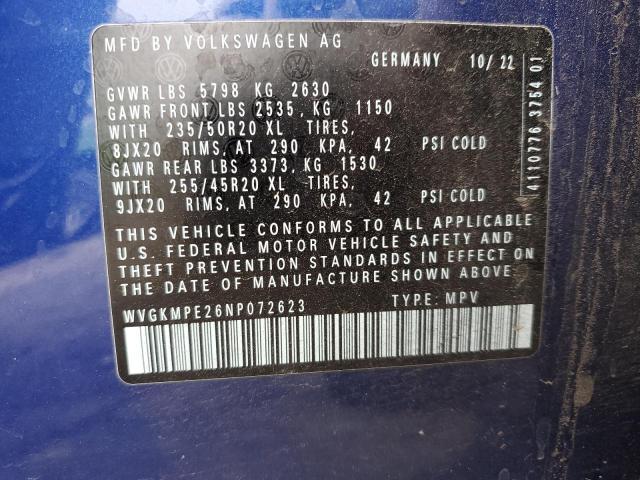 MFD BY VOLKSWAGEN AG
GERMANY 10/22
GVWR LBS 5798 KG 2630
GAWR FRONT LBS 2535, KG 1150
WITH 235/50R20 XL TIRES,
8JX20 RIMS, AT 290 KPA, 42 PSI COLD
GAWR REAR LBS 3373, KG 1530
WITH 255/45R20 XL TIRES,
9JX20 RIMS, AT 290 KPA, 42 PSI COLD
THIS VEHICLE CONFORMS TO ALL APPLICABLE
U.S. FEDERAL MOTOR VEHICLE SAFETY AND
THEFT PREVENTION STANDARDS IN EFFECT ON
THE DATE OF MANUFACTURE SHOWN ABOVE
WVGKMPE26NP072623 TYPE: MPV
4110776 3754 01